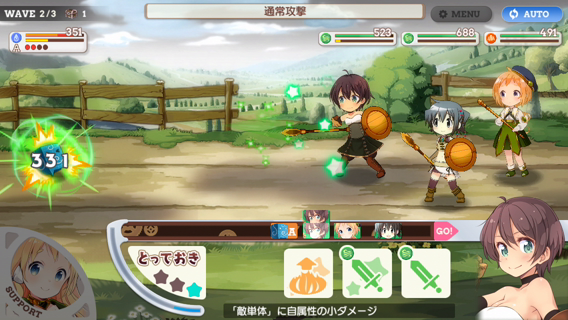 WAVE 2/3 1
通常攻撃
MENU
AUTO
351
A
523
688
491
331
A
GO!
とっておき
SUPPORT
「敵単体」に自属性の小ダメージ